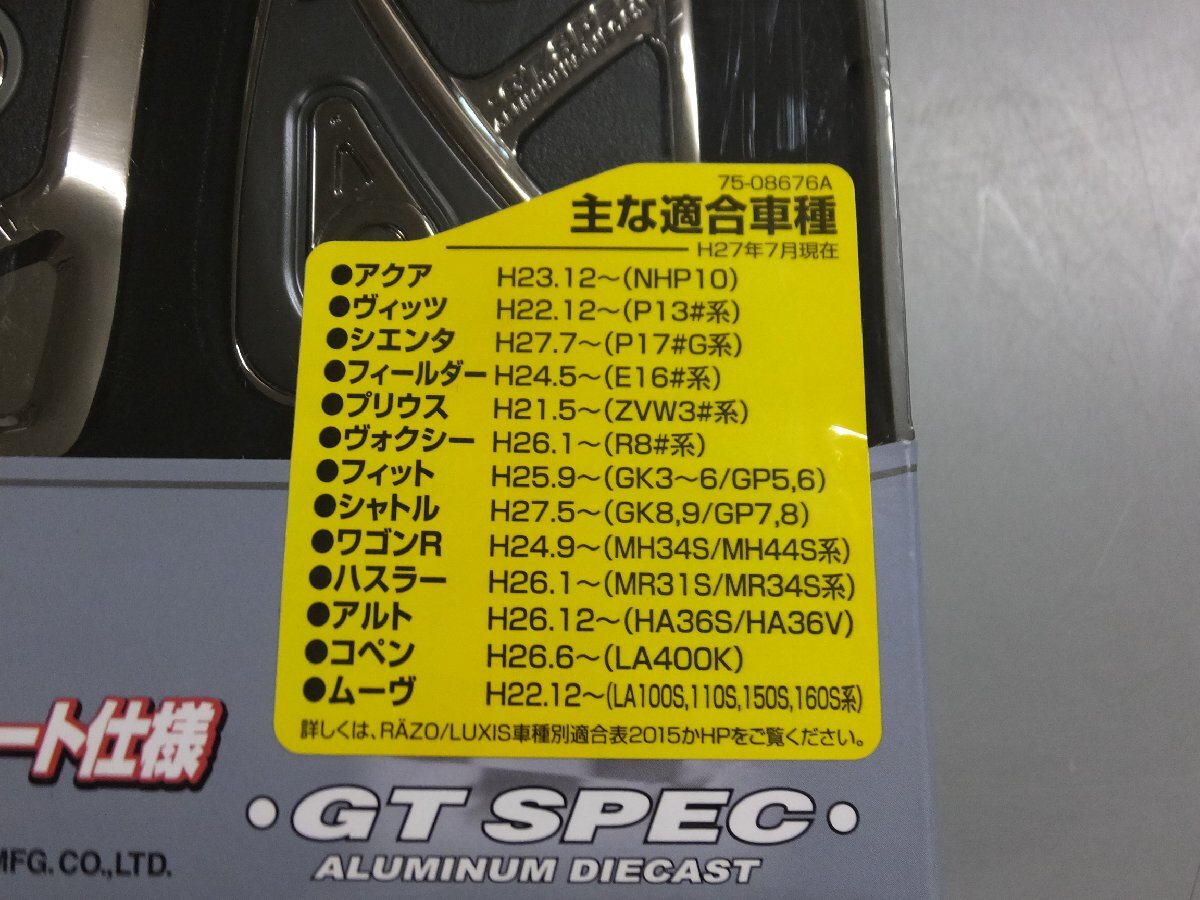 75-08676A
主な適合車種
H27年7月現在
●アクア H23.12～(NHP10)
●ヴィッツ H22.12～(P13#系)
●シエンタ H27.7～(P17#G系)
●フィールダー H24.5～(E16#系)
●プリウス H21.5～(ZVW3#系)
●ヴォクシー H26.1～(R8#系)
●フィット H25.9～(GK3～6/GP5,6)
●シャトル H27.5～(GK8,9/GP7,8)
●ワゴンR H24.9～(MH34S/MH44S系)
●ハスラー H26.1～(MR31S/MR34S系)
●アルト H26.12～(HA36S/HA36V)
●コペン H26.6～(LA400K)
●ムーヴ H22.12～(LA100S,110S,150S,160S系)
詳しくは、RÄZO/LUXIS車種別適合表2015かHPをご覧ください。
ート仕様
•GT SPEC•
MFG. CO.,LTD.
ALUMINUM DIECAST